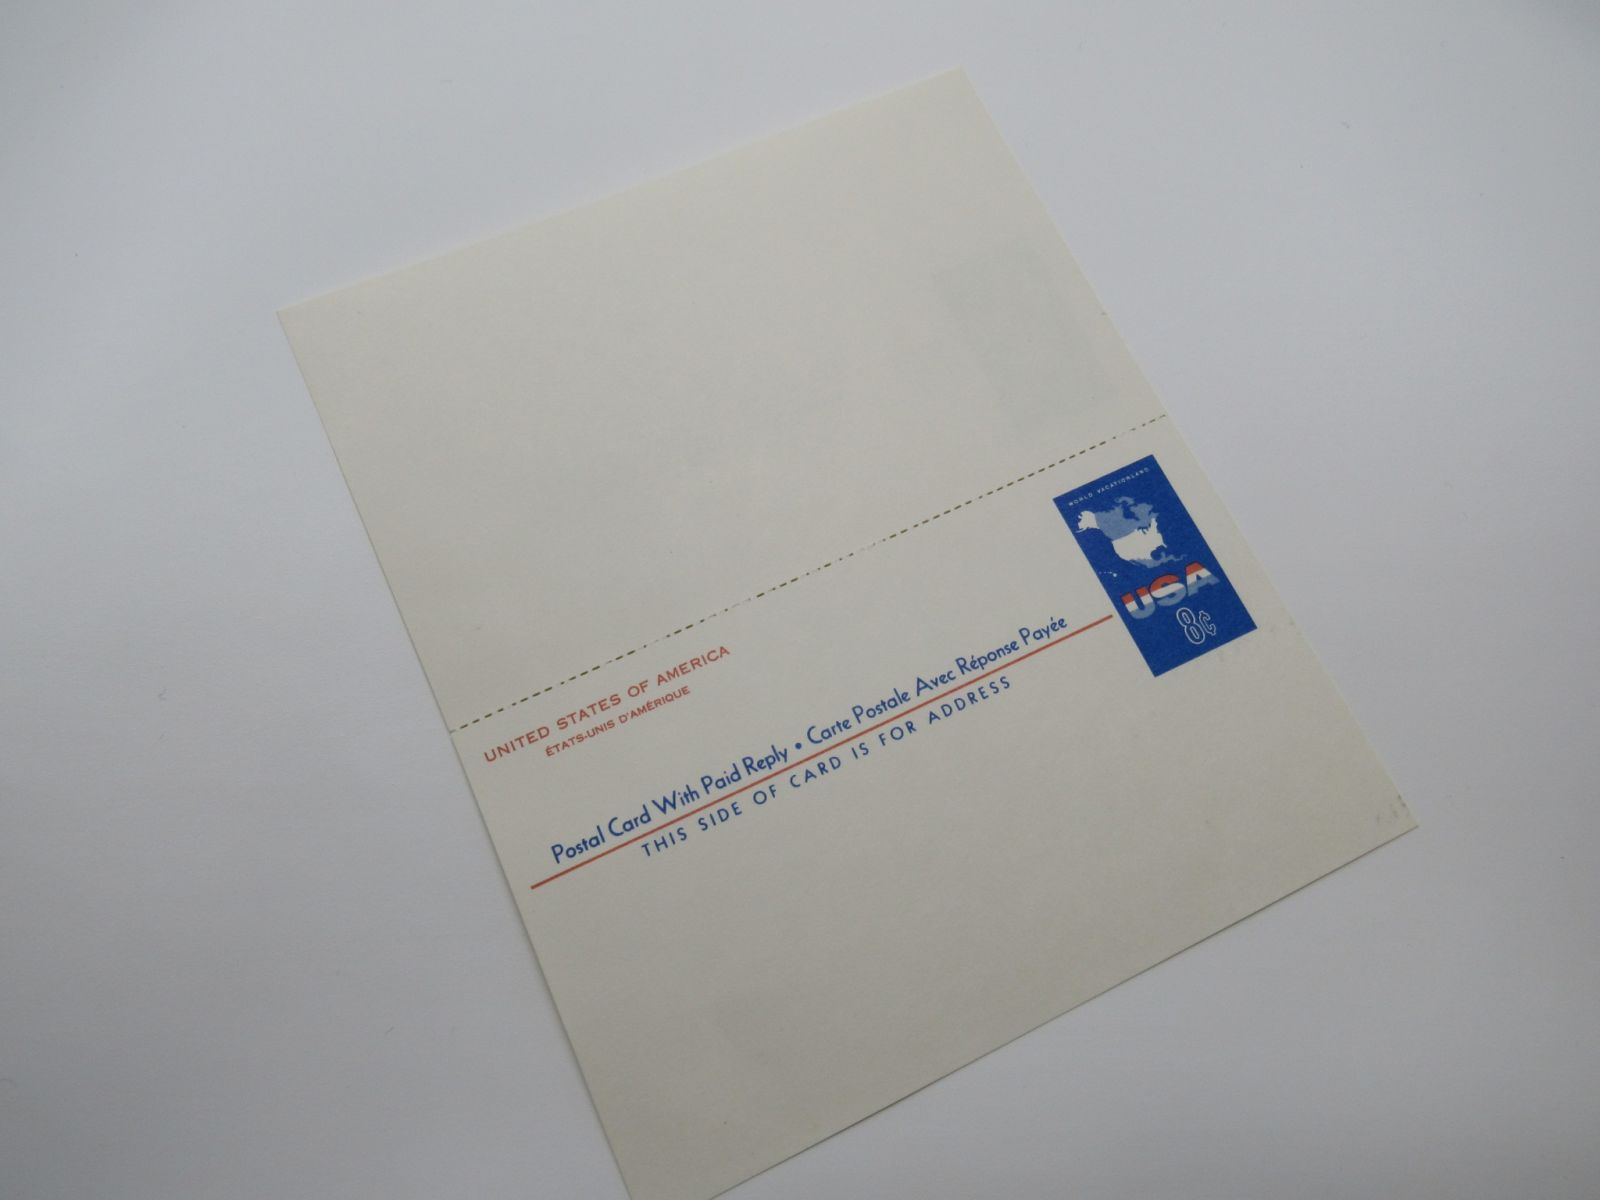 WORLD VACATIONLAND
USA
8¢
UNITED STATES OF AMERICA
ÉTATS-UNIS D'AMÉRIQUE
Postal Card With Paid Reply • Carte Postale Avec Réponse Payée
THIS SIDE OF CARD IS FOR ADDRESS